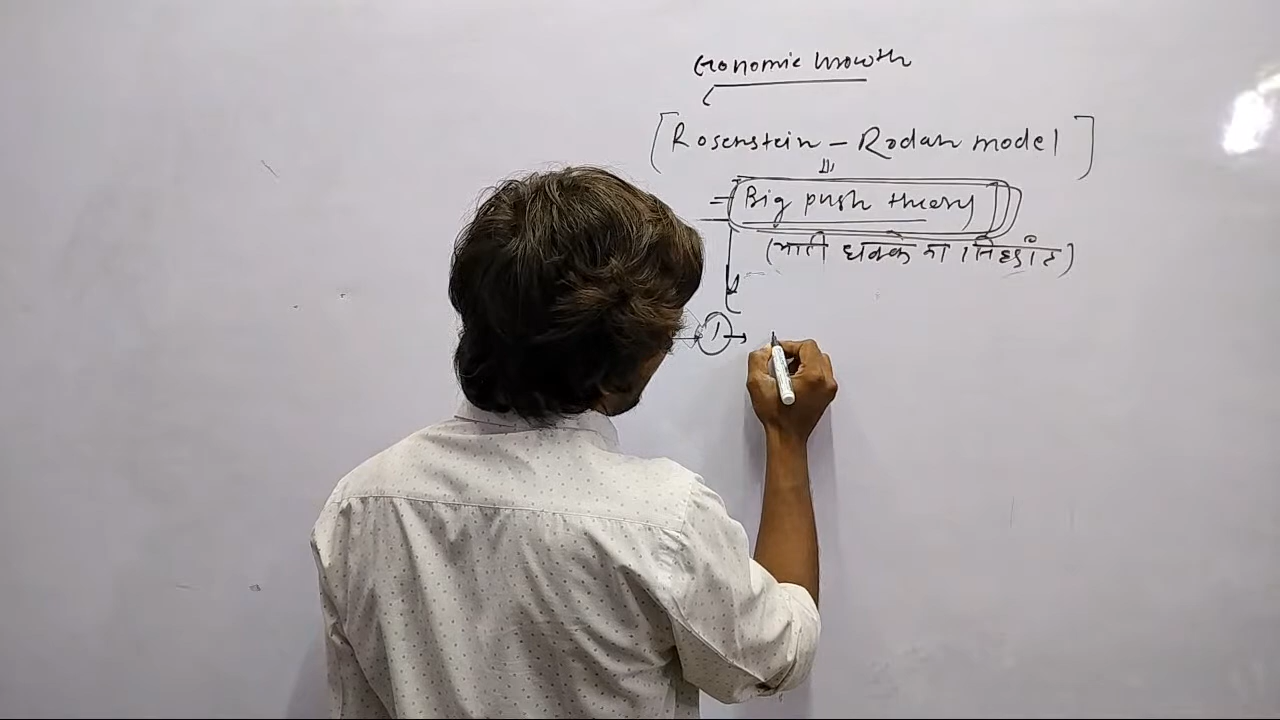 Economic Growth
[Rosenstein - Rodan model]
= Big push theory
(भारी धक्के का सिद्धांत)
→ 1 →